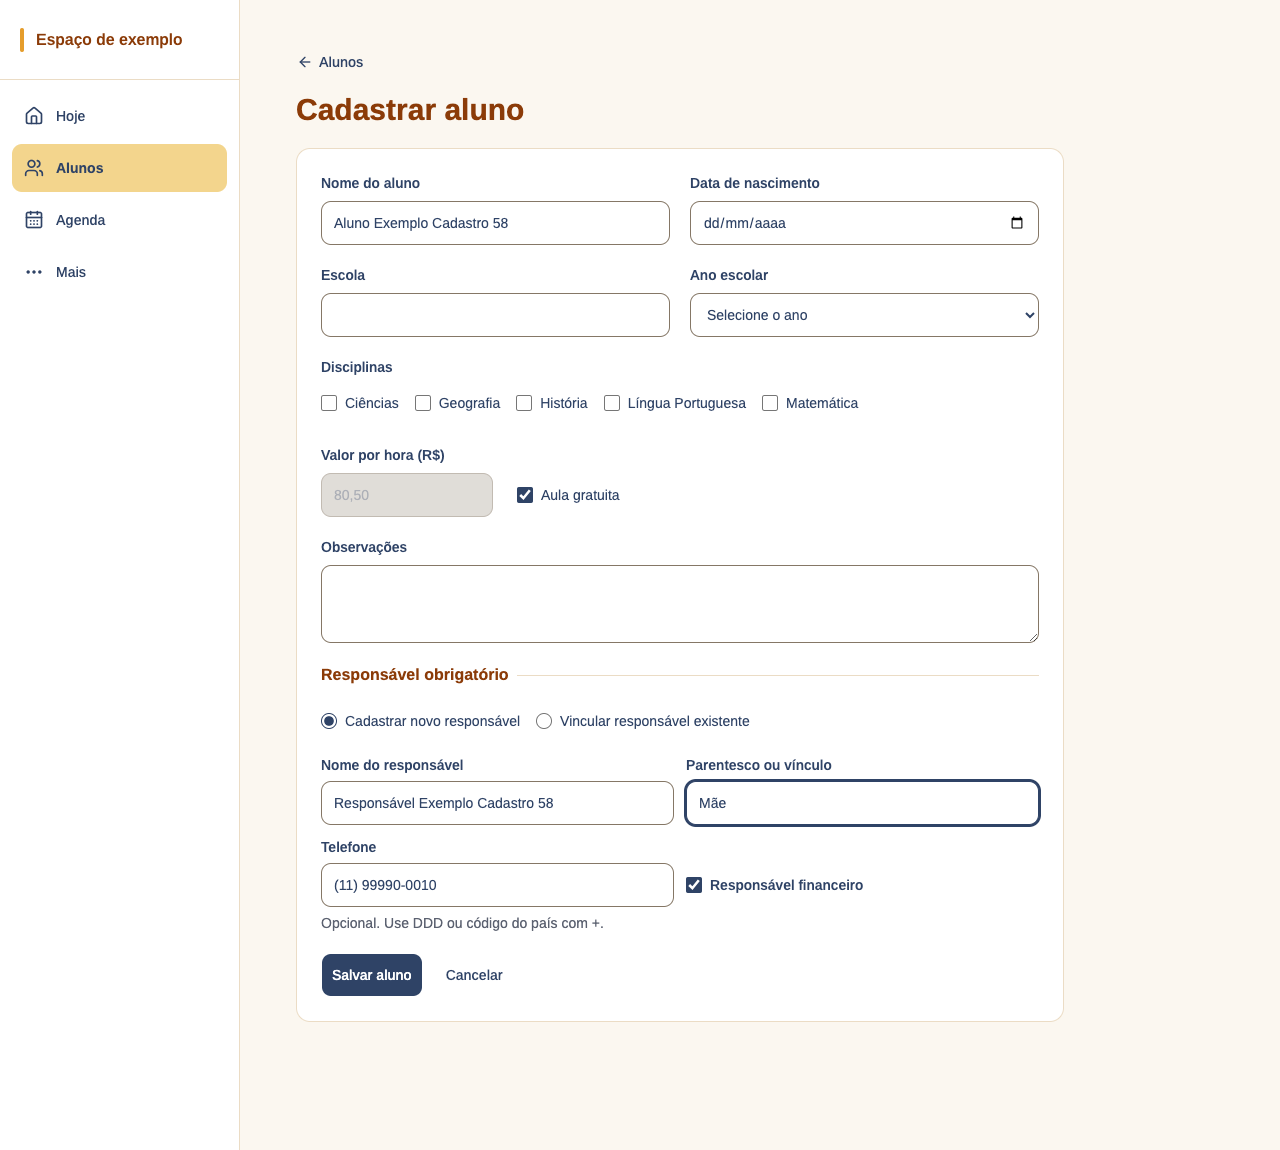 Espaço de exemplo
Hoje
Alunos
Agenda
Mais
Alunos
Cadastrar aluno
Nome do aluno
Data de nascimento
Aluno Exemplo Cadastro 58
dd/mm/aaaa
Escola
Ano escolar
Selecione o ano
Disciplinas
Ciências
Geografia
História
Língua Portuguesa
Matemática
Valor por hora (R$)
80,50
Aula gratuita
Observações
Responsável obrigatório
Cadastrar novo responsável
Vincular responsável existente
Nome do responsável
Parentesco ou vínculo
Responsável Exemplo Cadastro 58
Mãe
Telefone
(11) 99990-0010
Responsável financeiro
Opcional. Use DDD ou código do país com +.
Salvar aluno
Cancelar